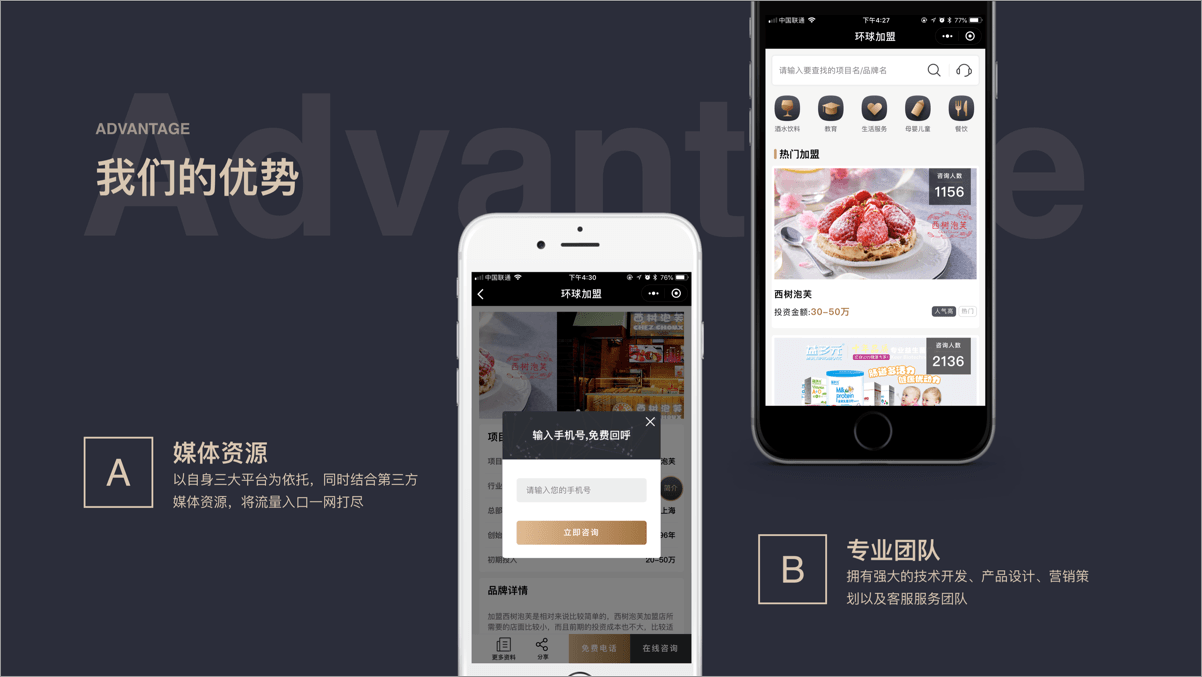 Advantage
ADVANTAGE
我们的优势
A
媒体资源
以自身三大平台为依托，同时结合第三方
媒体资源，将流量入口一网打尽
中国联通
下午4:30
76%
环球加盟
西树泡芙
CHEZ CHOUX
西树泡芙
项目
泡芙
行业
简介
总部
上海
创始
96年
初期投入
20-50万
输入手机号,免费回呼
请输入您的手机号
立即咨询
品牌详情
加盟西树泡芙是相对来说比较简单的，西树泡芙加盟店所
需要的店面比较小，而且前期的投资成本也不大，比较适
更多资料
分享
免费电话
在线咨询
中国联通
下午4:27
77%
环球加盟
请输入要查找的项目名/品牌名
酒水饮料
教育
生活服务
母婴儿童
餐饮
热门加盟
咨询人数
1156
西树泡芙
西树泡芙
投资金额:30-50万
人气高
热门
益多元
咨询人数
2136
Milk
protein
B
专业团队
拥有强大的技术开发、产品设计、营销策
划以及客服服务团队